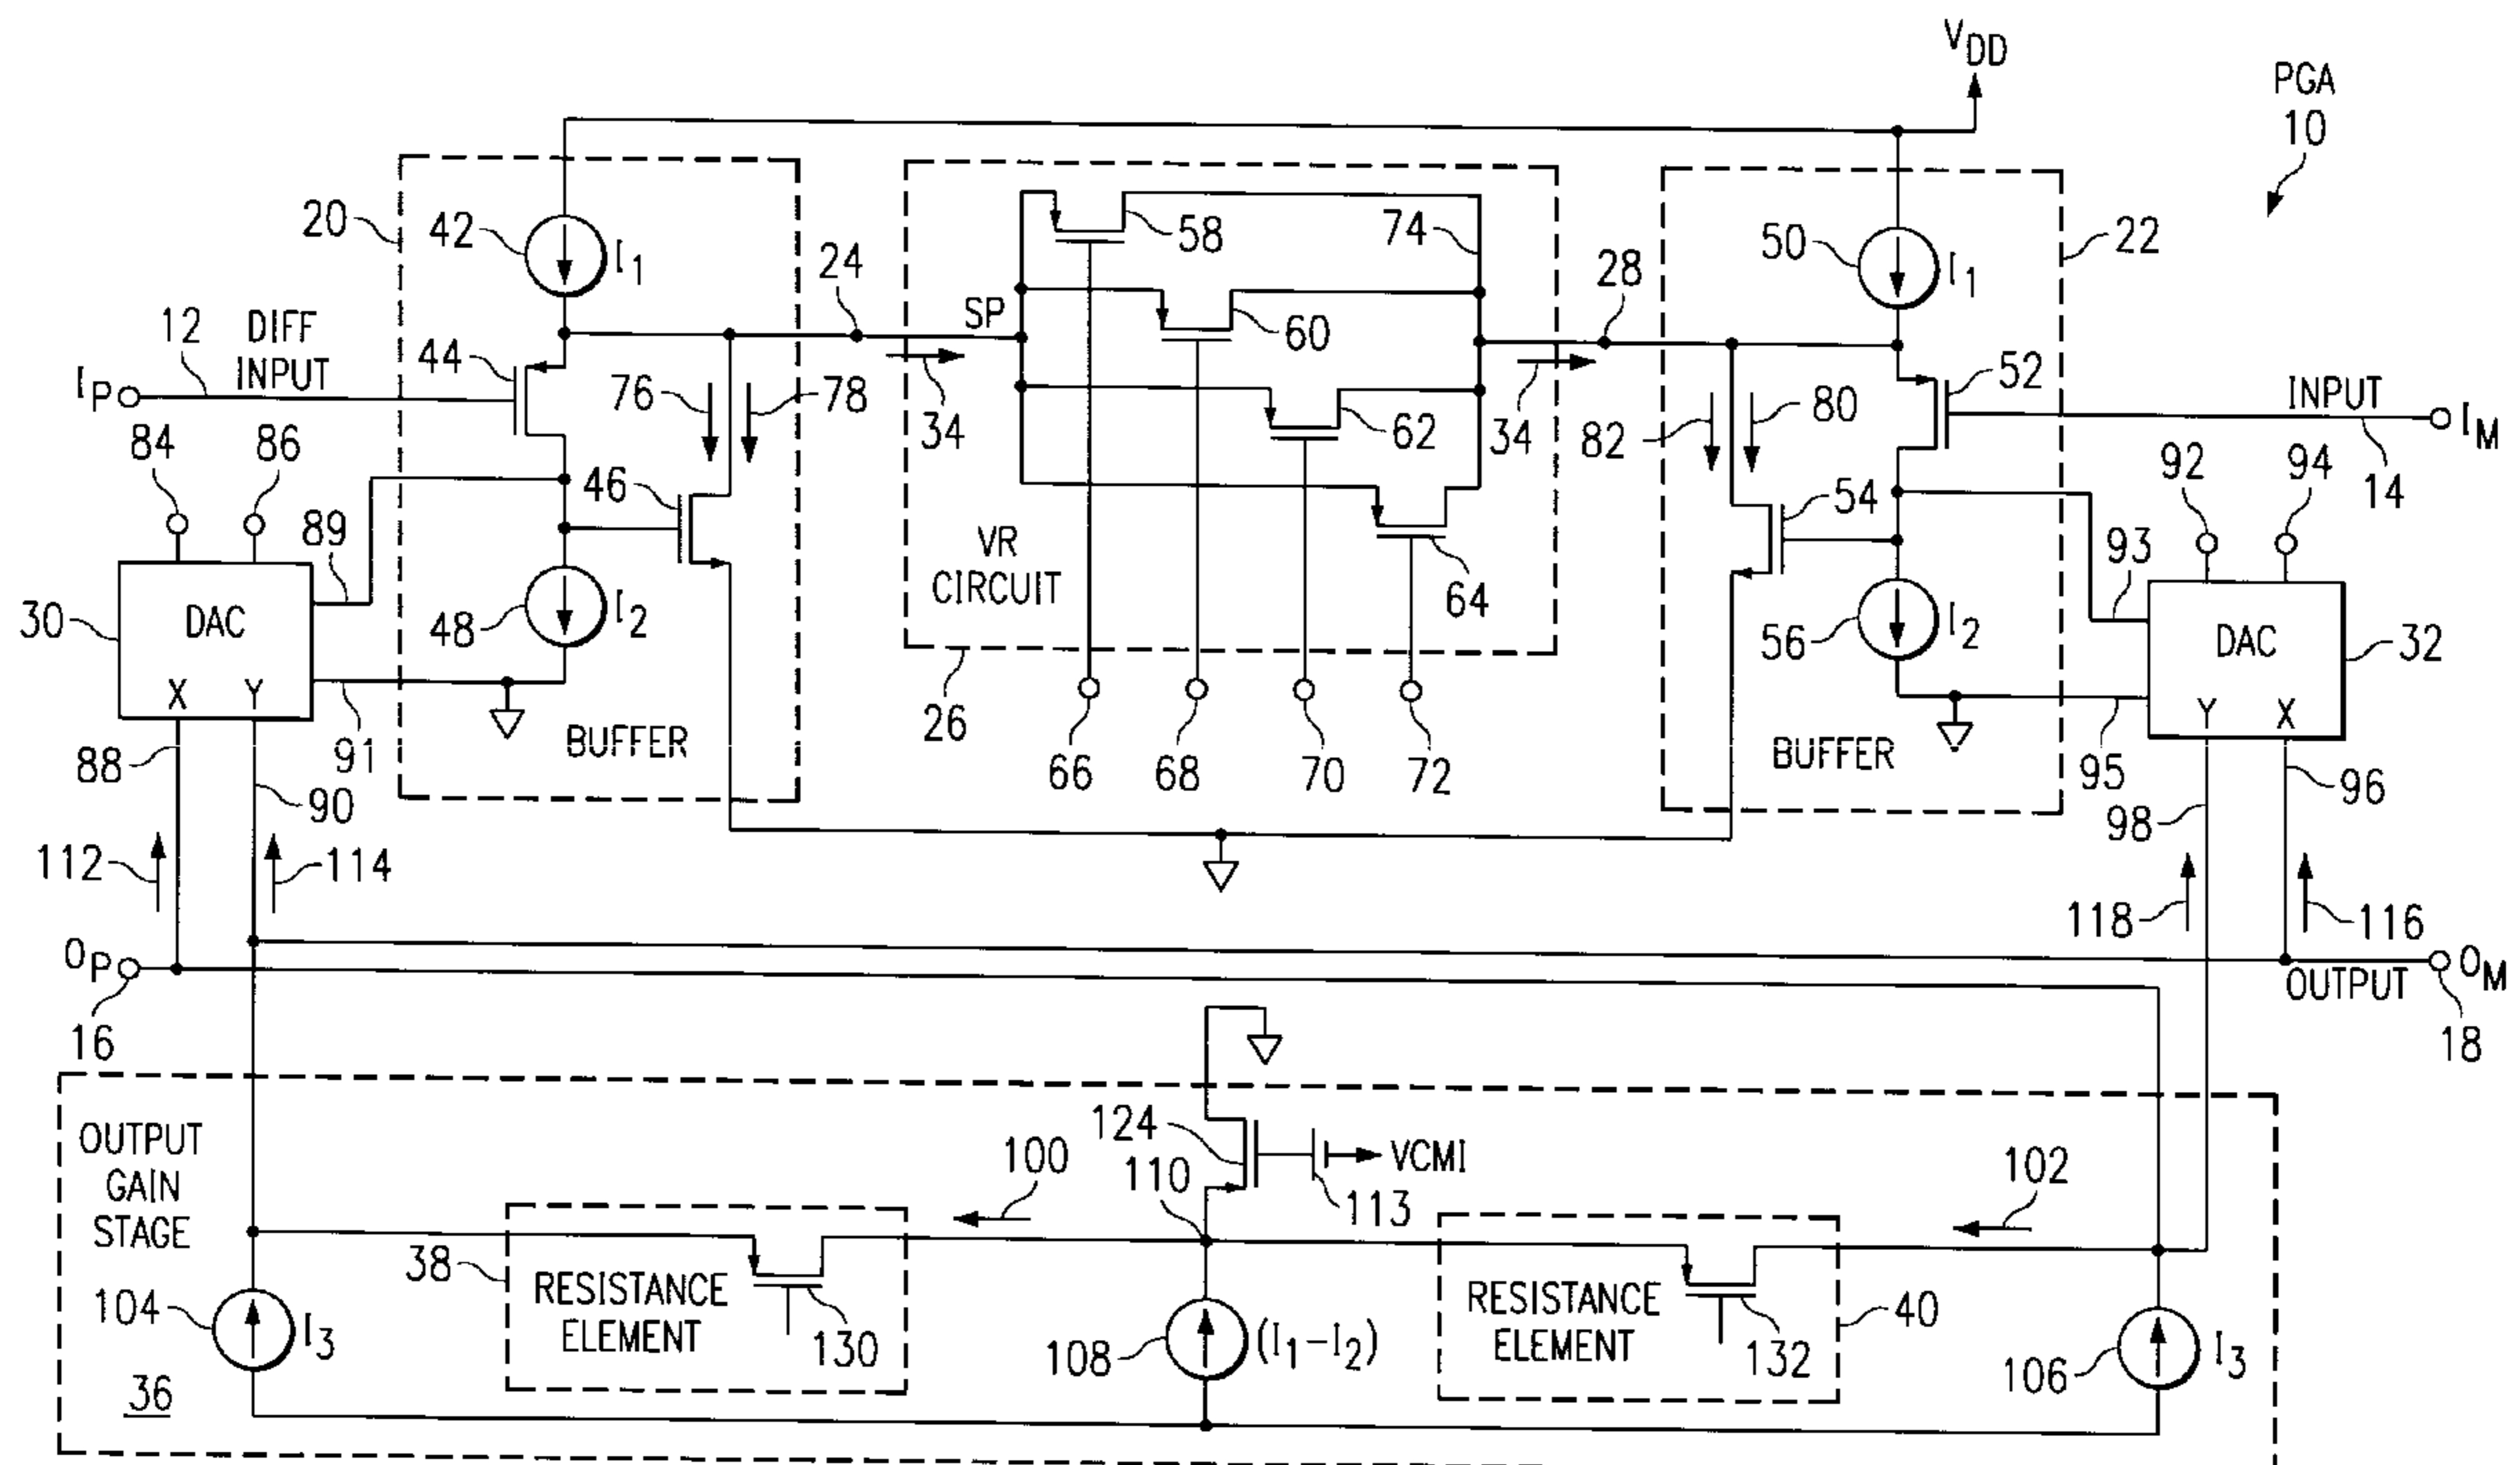 VDD
PGA
10
20
42
I1
58
74
50
I1
22
24
28
12
DIFF
INPUT
SP
60
44
IP
76
78
34
62
34
82
80
52
INPUT
IM
84
86
46
92
94
14
89
54
VR
CIRCUIT
64
93
30
DAC
X
Y
48
I2
56
I2
DAC
Y
X
32
91
26
88
BUFFER
66
68
70
72
BUFFER
95
96
90
98
112
114
118
116
OP
16
OM
OUTPUT
18
OUTPUT
GAIN
STAGE
124
110
VCMI
113
100
102
38
RESISTANCE
ELEMENT
130
RESISTANCE
ELEMENT
132
40
104
I3
108
(I1-I2)
106
I3
36